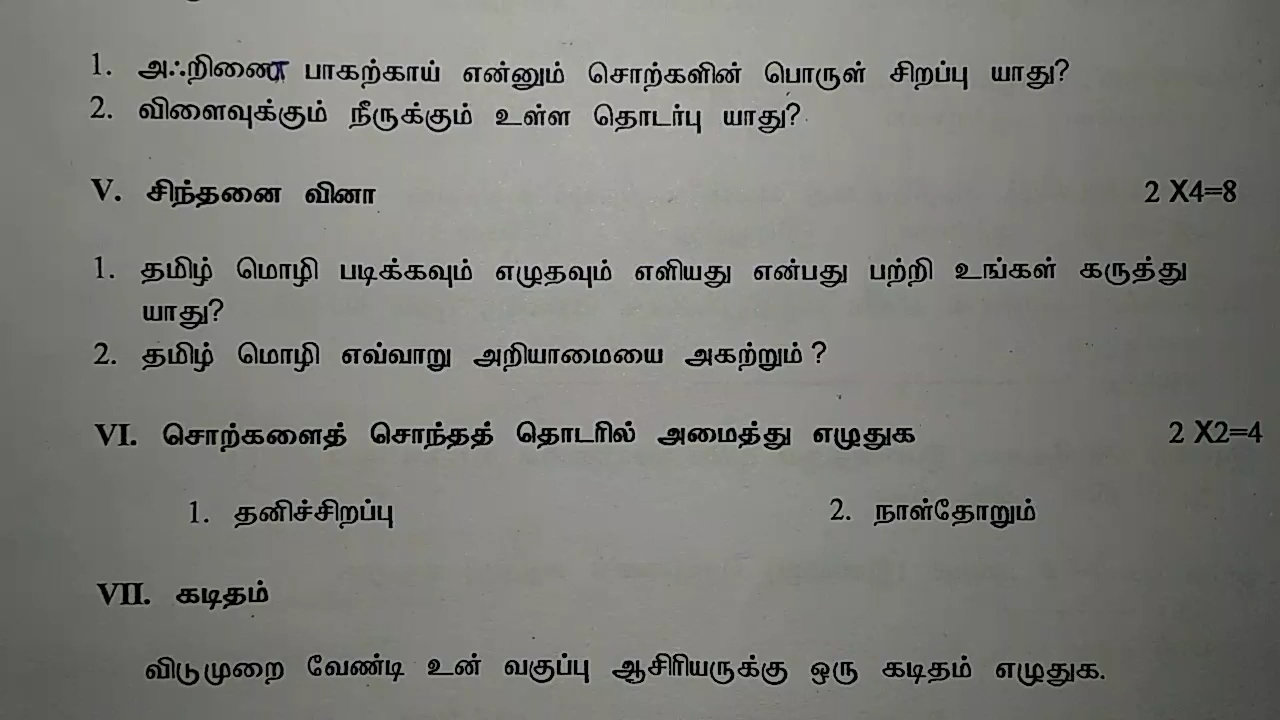 1. அஃறிணை பாகற்காய் என்னும் சொற்களின் பொருள் சிறப்பு யாது?
2. விளைவுக்கும் நீருக்கும் உள்ள தொடர்பு யாது?
V. சிந்தனை வினா 2 X4=8
1. தமிழ் மொழி படிக்கவும் எழுதவும் எளியது என்பது பற்றி உங்கள் கருத்து
யாது?
2. தமிழ் மொழி எவ்வாறு அறியாமையை அகற்றும் ?
VI. சொற்களைத் சொந்தத் தொடரில் அமைத்து எழுதுக 2 X2=4
1. தனிச்சிறப்பு 2. நாள்தோறும்
VII. கடிதம்
விடுமுறை வேண்டி உன் வகுப்பு ஆசிரியருக்கு ஒரு கடிதம் எழுதுக.